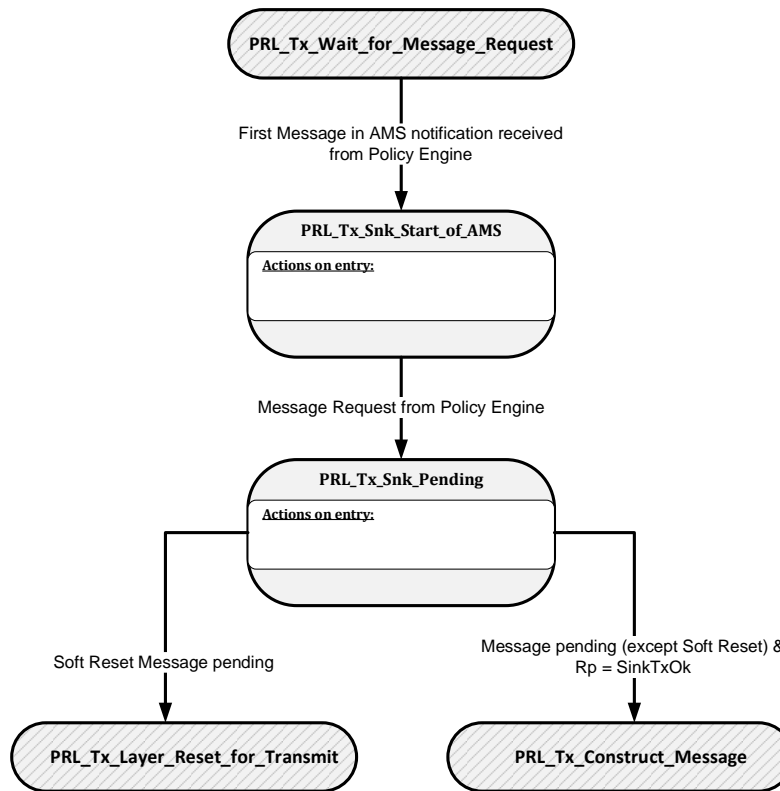 PRL_Tx_Wait_for_Message_Request
First Message in AMS notification received
from Policy Engine
PRL_Tx_Snk_Start_of_AMS
Actions on entry:
Message Request from Policy Engine
PRL_Tx_Snk_Pending
Actions on entry:
Soft Reset Message pending
Message pending (except Soft Reset) &
Rp = SinkTxOk
PRL_Tx_Layer_Reset_for_Transmit
PRL_Tx_Construct_Message